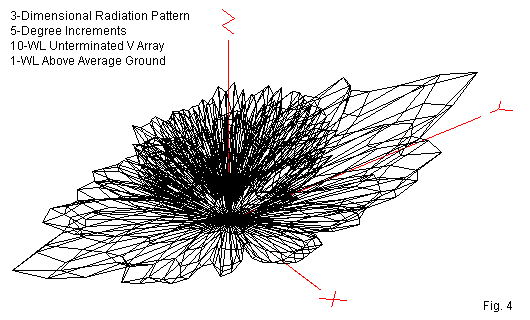 3-Dimensional Radiation Pattern
5-Degree Increments
10-WL Unterminated V Array
1-WL Above Average Ground
Z
Y
X
Fig. 4